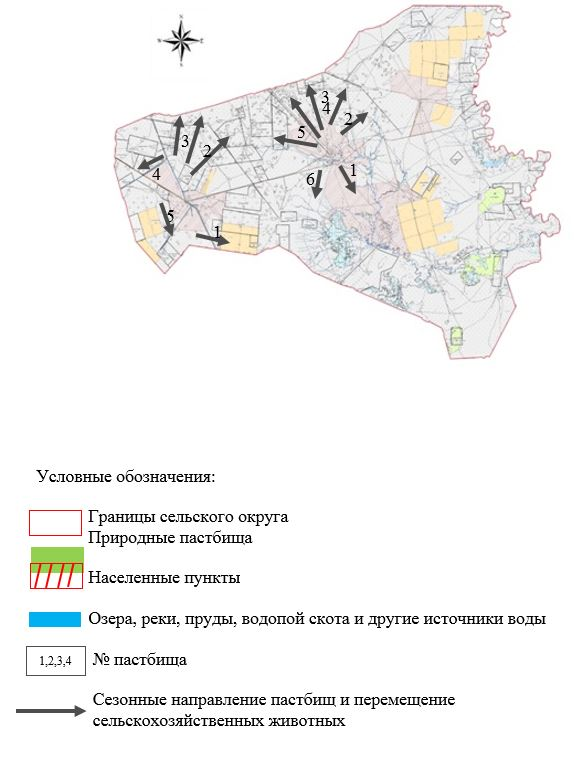 N
W
E
S
3
4
2
5
6
1
3
2
4
5
1
Условные обозначения:
Границы сельского округа
Природные пастбища
Населенные пункты
Озера, реки, пруды, водопой скота и другие источники воды
1,2,3,4
№ пастбища
Сезонные направление пастбищ и перемещение
сельскохозяйственных животных